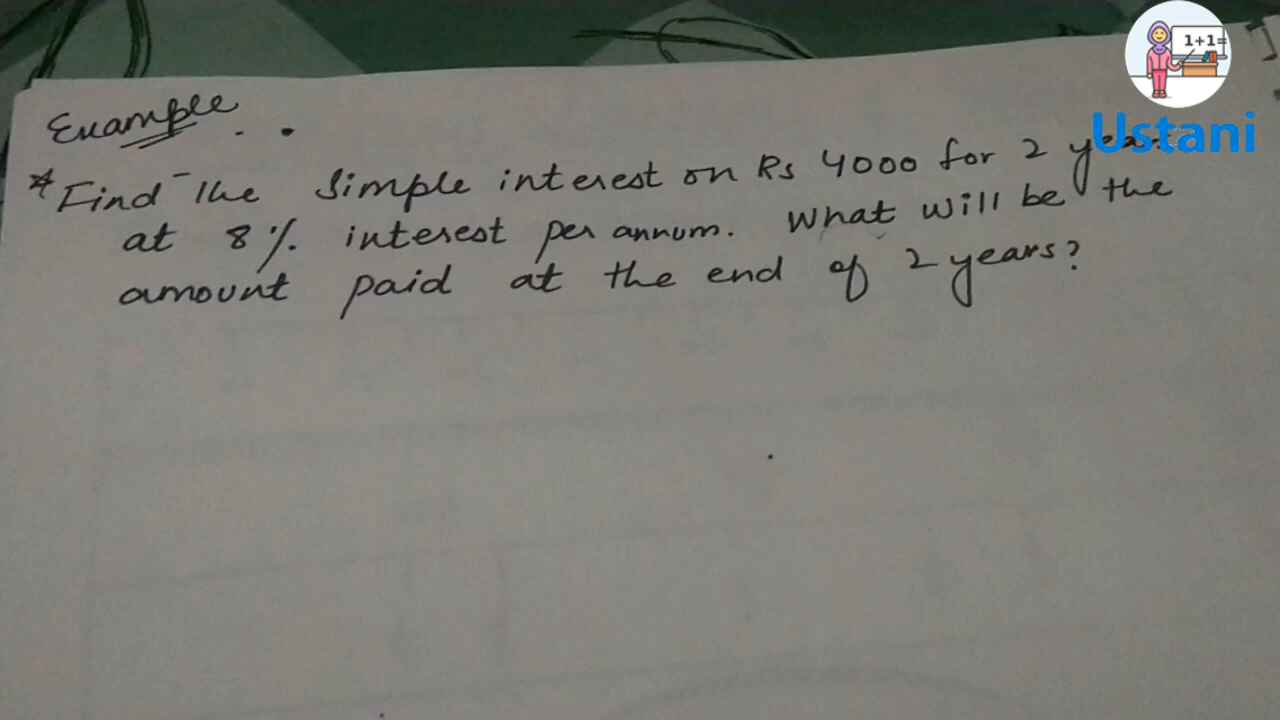 1+1=
Ustani
Example
* Find the Simple interest on Rs 4000 for 2 years
at 8% interest per annum. What will be the
amount paid at the end of 2 years?